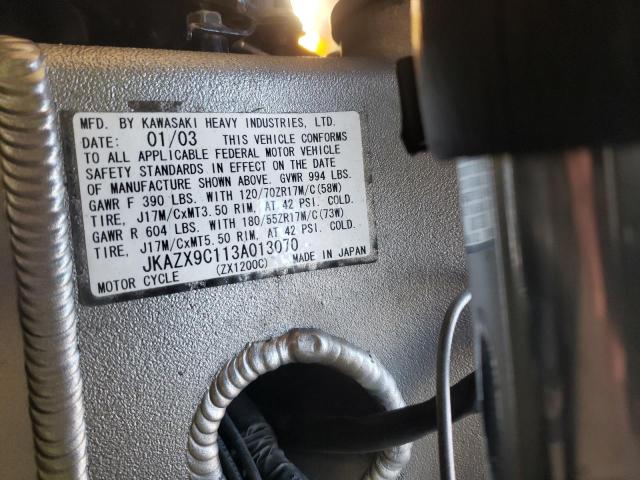 MFD. BY KAWASAKI HEAVY INDUSTRIES, LTD.
DATE: 01/03 THIS VEHICLE CONFORMS
TO ALL APPLICABLE FEDERAL MOTOR VEHICLE
SAFETY STANDARDS IN EFFECT ON THE DATE
OF MANUFACTURE SHOWN ABOVE. GVWR 994 LBS.
GAWR F 390 LBS. WITH 120/70ZR17M/C(58W)
TIRE, J17M/CxMT3.50 RIM, AT 42 PSI. COLD.
GAWR R 604 LBS. WITH 180/55ZR17M/C(73W)
TIRE, J17M/CxMT5.50 RIM, AT 42 PSI. COLD.
JKAZX9C113A013070
MOTOR CYCLE (ZX1200C) MADE IN JAPAN